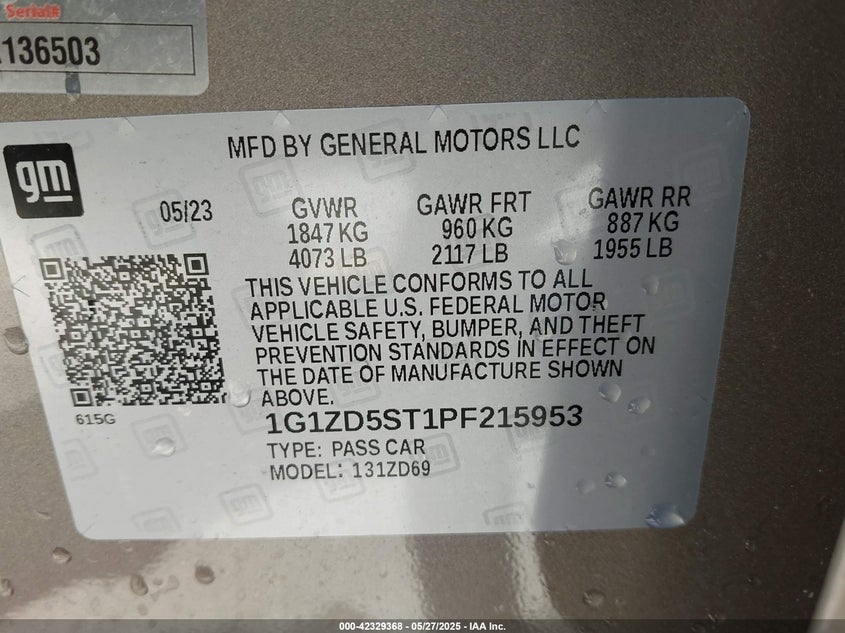 Serial#
136503
MFD BY GENERAL MOTORS LLC
gm
05/23
GVWR
1847 KG
4073 LB
GAWR FRT
960 KG
2117 LB
GAWR RR
887 KG
1955 LB
THIS VEHICLE CONFORMS TO ALL
APPLICABLE U.S. FEDERAL MOTOR
VEHICLE SAFETY, BUMPER, AND THEFT
PREVENTION STANDARDS IN EFFECT ON
THE DATE OF MANUFACTURE SHOWN
ABOVE.
615G
1G1ZD5ST1PF215953
TYPE: PASS CAR
MODEL: 131ZD69
000-42329368 - 05/27/2025 - IAA Inc.